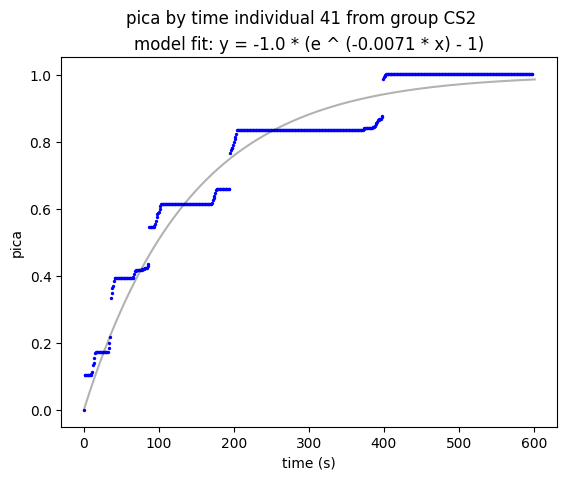 pica by time individual 41 from group CS2
model fit: y = -1.0 * (e ^ (-0.0071 * x) - 1)
1.0
0.8
0.6
0.4
0.2
0.0
pica
0 100 200 300 400 500 600
time (s)